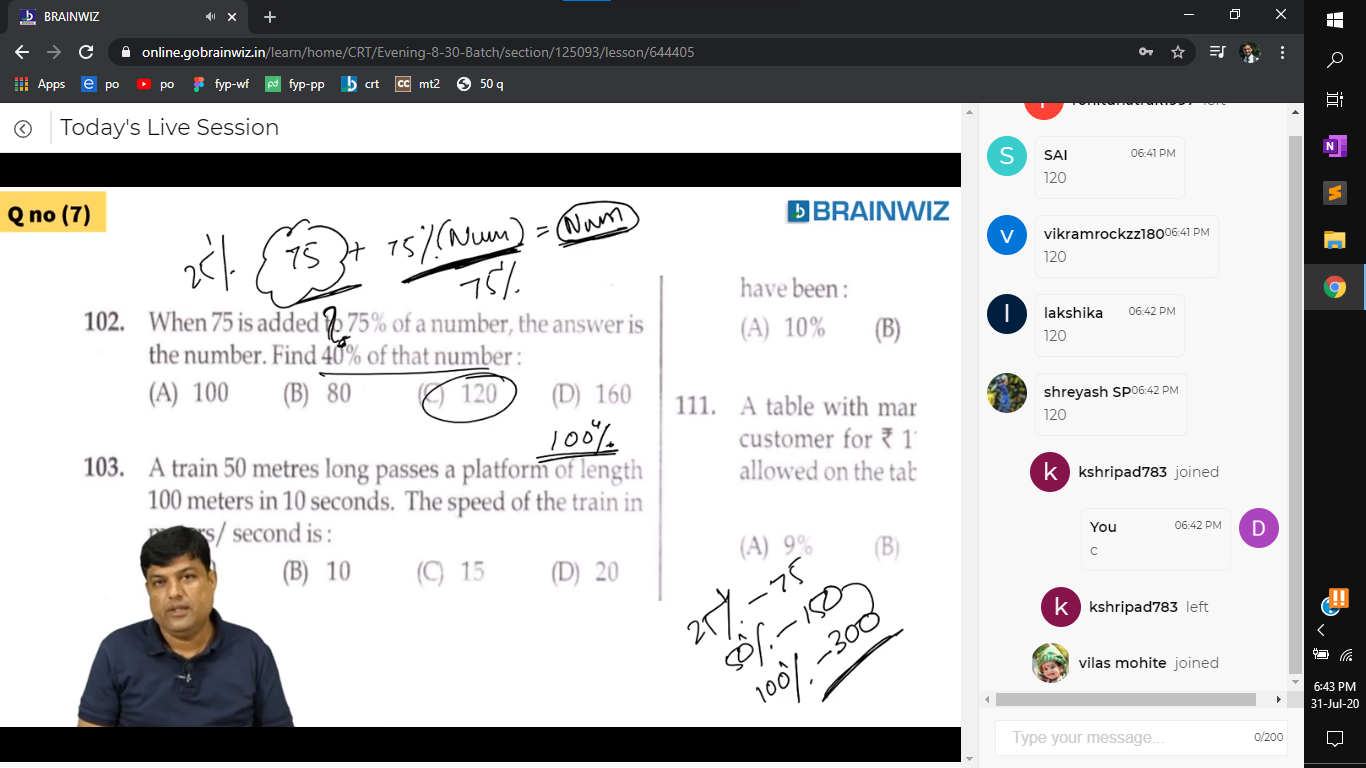 BRAINWIZ
online.gobrainwiz.in/learn/home/CRT/Evening-8-30-Batch/section/125093/lesson/644405
Apps po po fyp-wf fyp-pp crt mt2 50 q
Today's Live Session
Q no (7)
BRAINWIZ
75 + 75% (Num) = Num
25%
75%
102. When 75 is added to 75% of a number, the answer is
the number. Find 40% of that number :
(A) 100 (B) 80 (C) 120 (D) 160
100%
103. A train 50 metres long passes a platform of length
100 meters in 10 seconds. The speed of the train in
/ second is :
(B) 10 (C) 15 (D) 20
have been :
(A) 10% (B)
111. A table with mar
customer for ₹ 1
allowed on the tab
(A) 9% (B)
25% – 75
50% – 150
100% – 300
left
S
SAI 06:41 PM
120
v
vikramrockzz180 06:41 PM
120
l
lakshika 06:42 PM
120
shreyash SP 06:42 PM
120
k kshripad783 joined
You 06:42 PM
c
D
k kshripad783 left
vilas mohite joined
Type your message... 0/200
6:43 PM
31-Jul-20